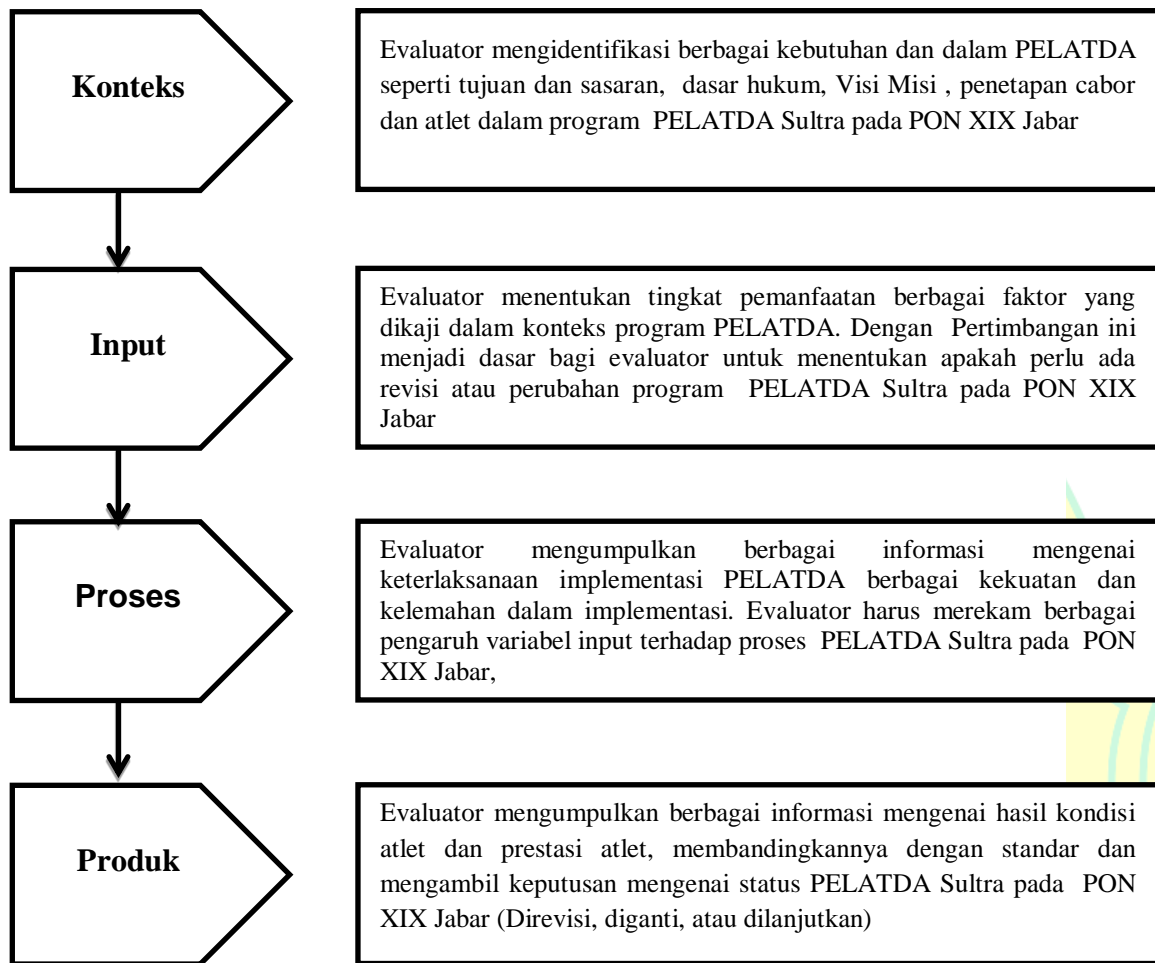 Konteks
Evaluator mengidentifikasi berbagai kebutuhan dan dalam PELATDA
seperti tujuan dan sasaran, dasar hukum, Visi Misi , penetapan cabor
dan atlet dalam program PELATDA Sultra pada PON XIX Jabar
Input
Evaluator menentukan tingkat pemanfaatan berbagai faktor yang
dikaji dalam konteks program PELATDA. Dengan Pertimbangan ini
menjadi dasar bagi evaluator untuk menentukan apakah perlu ada
revisi atau perubahan program PELATDA Sultra pada PON XIX
Jabar
Proses
Evaluator mengumpulkan berbagai informasi mengenai
keterlaksanaan implementasi PELATDA berbagai kekuatan dan
kelemahan dalam implementasi. Evaluator harus merekam berbagai
pengaruh variabel input terhadap proses PELATDA Sultra pada PON
XIX Jabar,
Produk
Evaluator mengumpulkan berbagai informasi mengenai hasil kondisi
atlet dan prestasi atlet, membandingkannya dengan standar dan
mengambil keputusan mengenai status PELATDA Sultra pada PON
XIX Jabar (Direvisi, diganti, atau dilanjutkan)